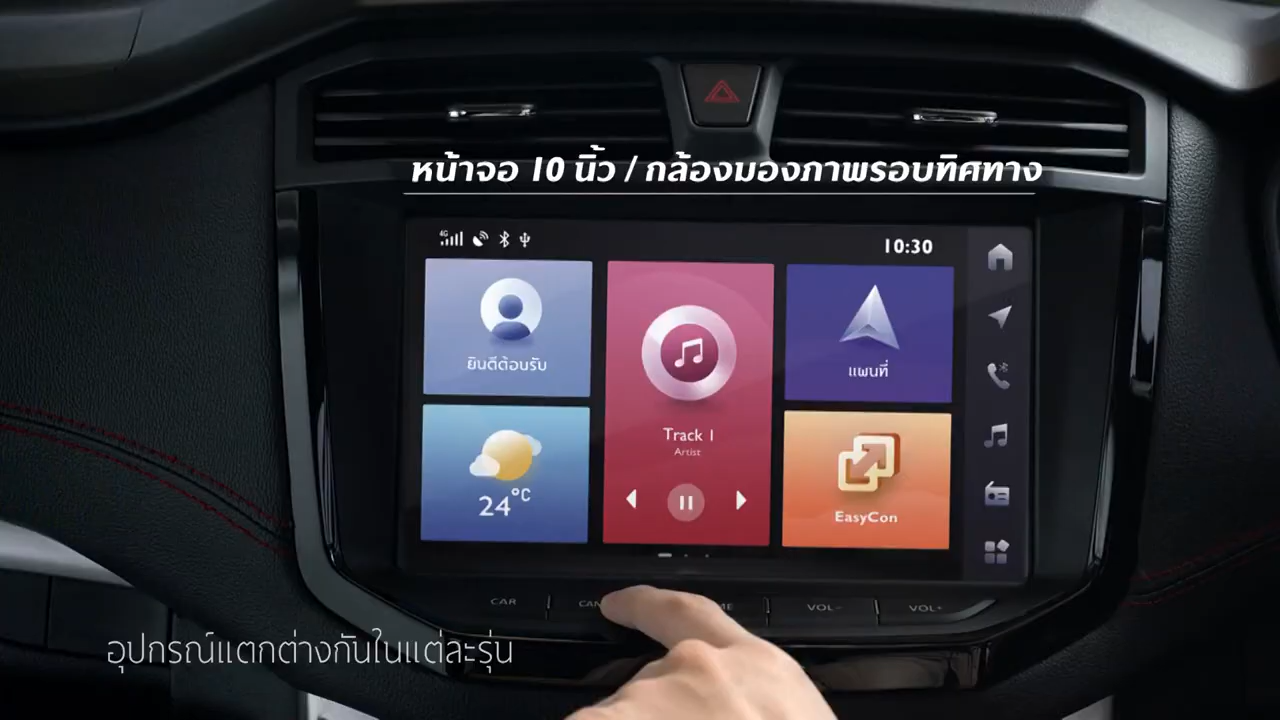 หน้าจอ 10 นิ้ว / กล้องมองภาพรอบทิศทาง
4G
10:30
ยินดีต้อนรับ
แผนที่
Track 1
Artist
24°C
EasyCon
CAR
VOL-
VOL+
อุปกรณ์แตกต่างกันในแต่ละรุ่น